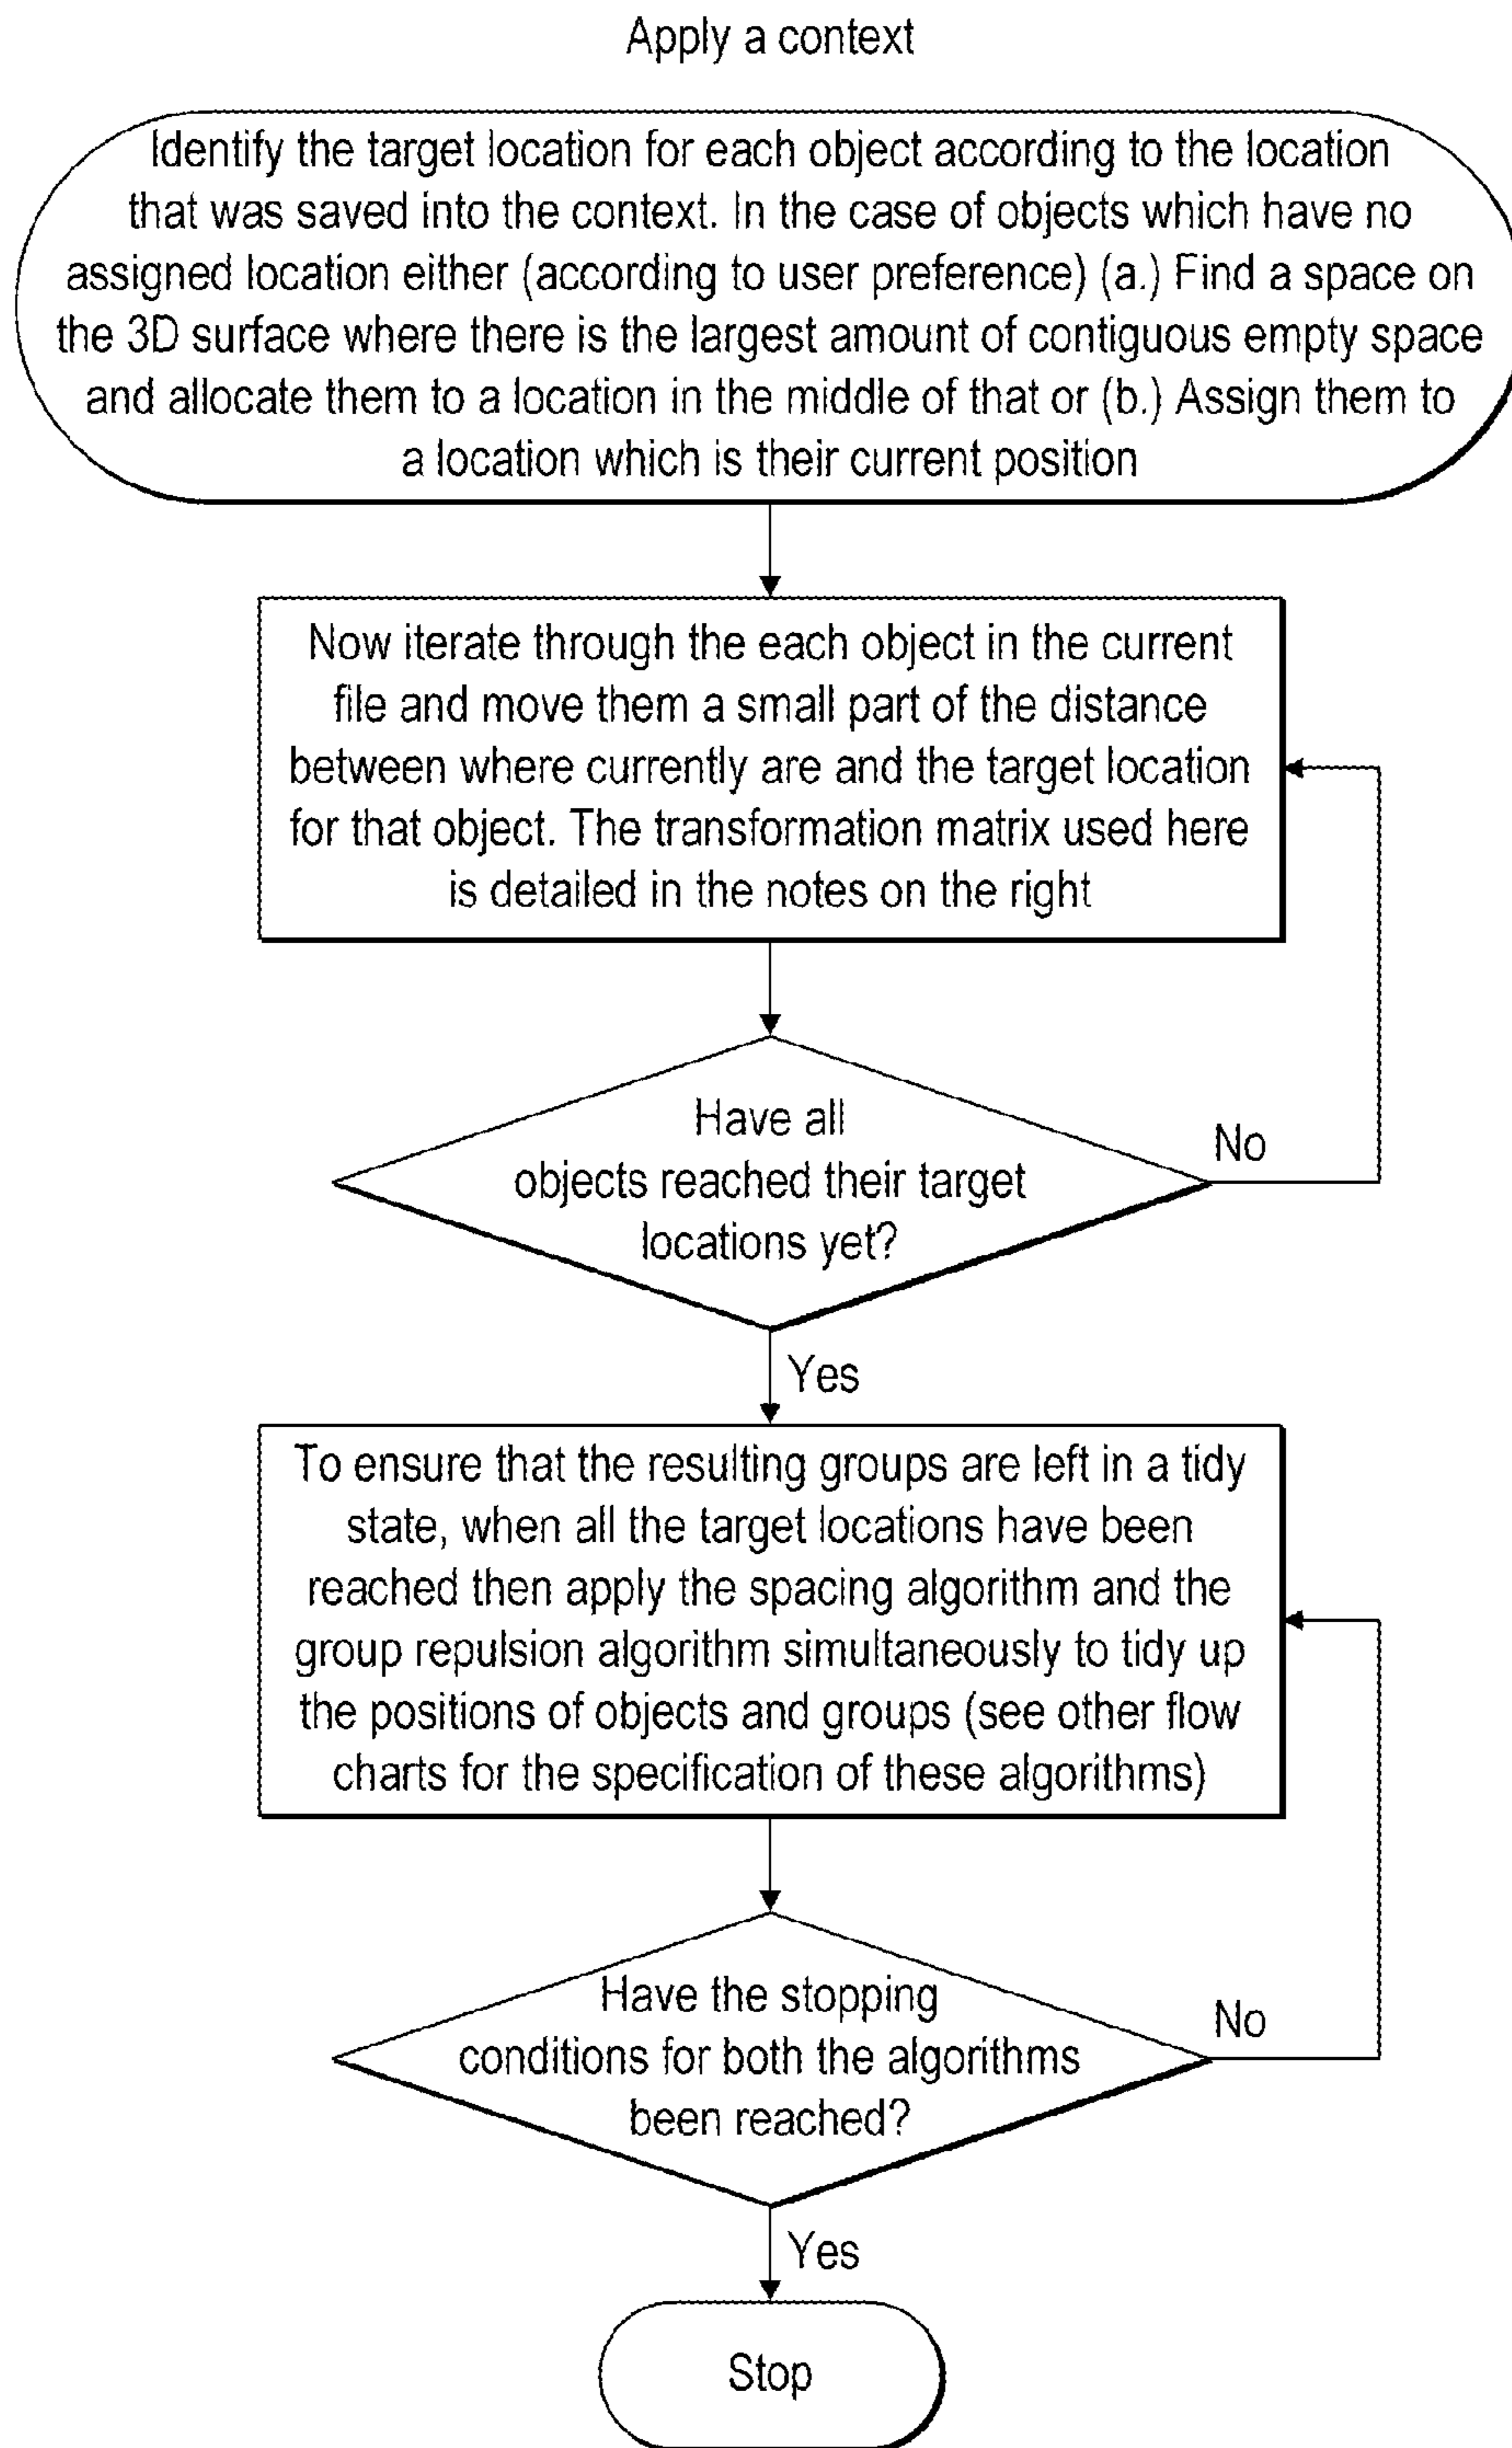 Apply a context
Identify the target location for each object according to the location
that was saved into the context. In the case of objects which have no
assigned location either (according to user preference) (a.) Find a space on
the 3D surface where there is the largest amount of contiguous empty space
and allocate them to a location in the middle of that or (b.) Assign them to
a location which is their current position
Now iterate through the each object in the current
file and move them a small part of the distance
between where currently are and the target location
for that object. The transformation matrix used here
is detailed in the notes on the right
Have all
objects reached their target
locations yet?
No
Yes
To ensure that the resulting groups are left in a tidy
state, when all the target locations have been
reached then apply the spacing algorithm and the
group repulsion algorithm simultaneously to tidy up
the positions of objects and groups (see other flow
charts for the specification of these algorithms)
Have the stopping
conditions for both the algorithms
been reached?
No
Yes
Stop